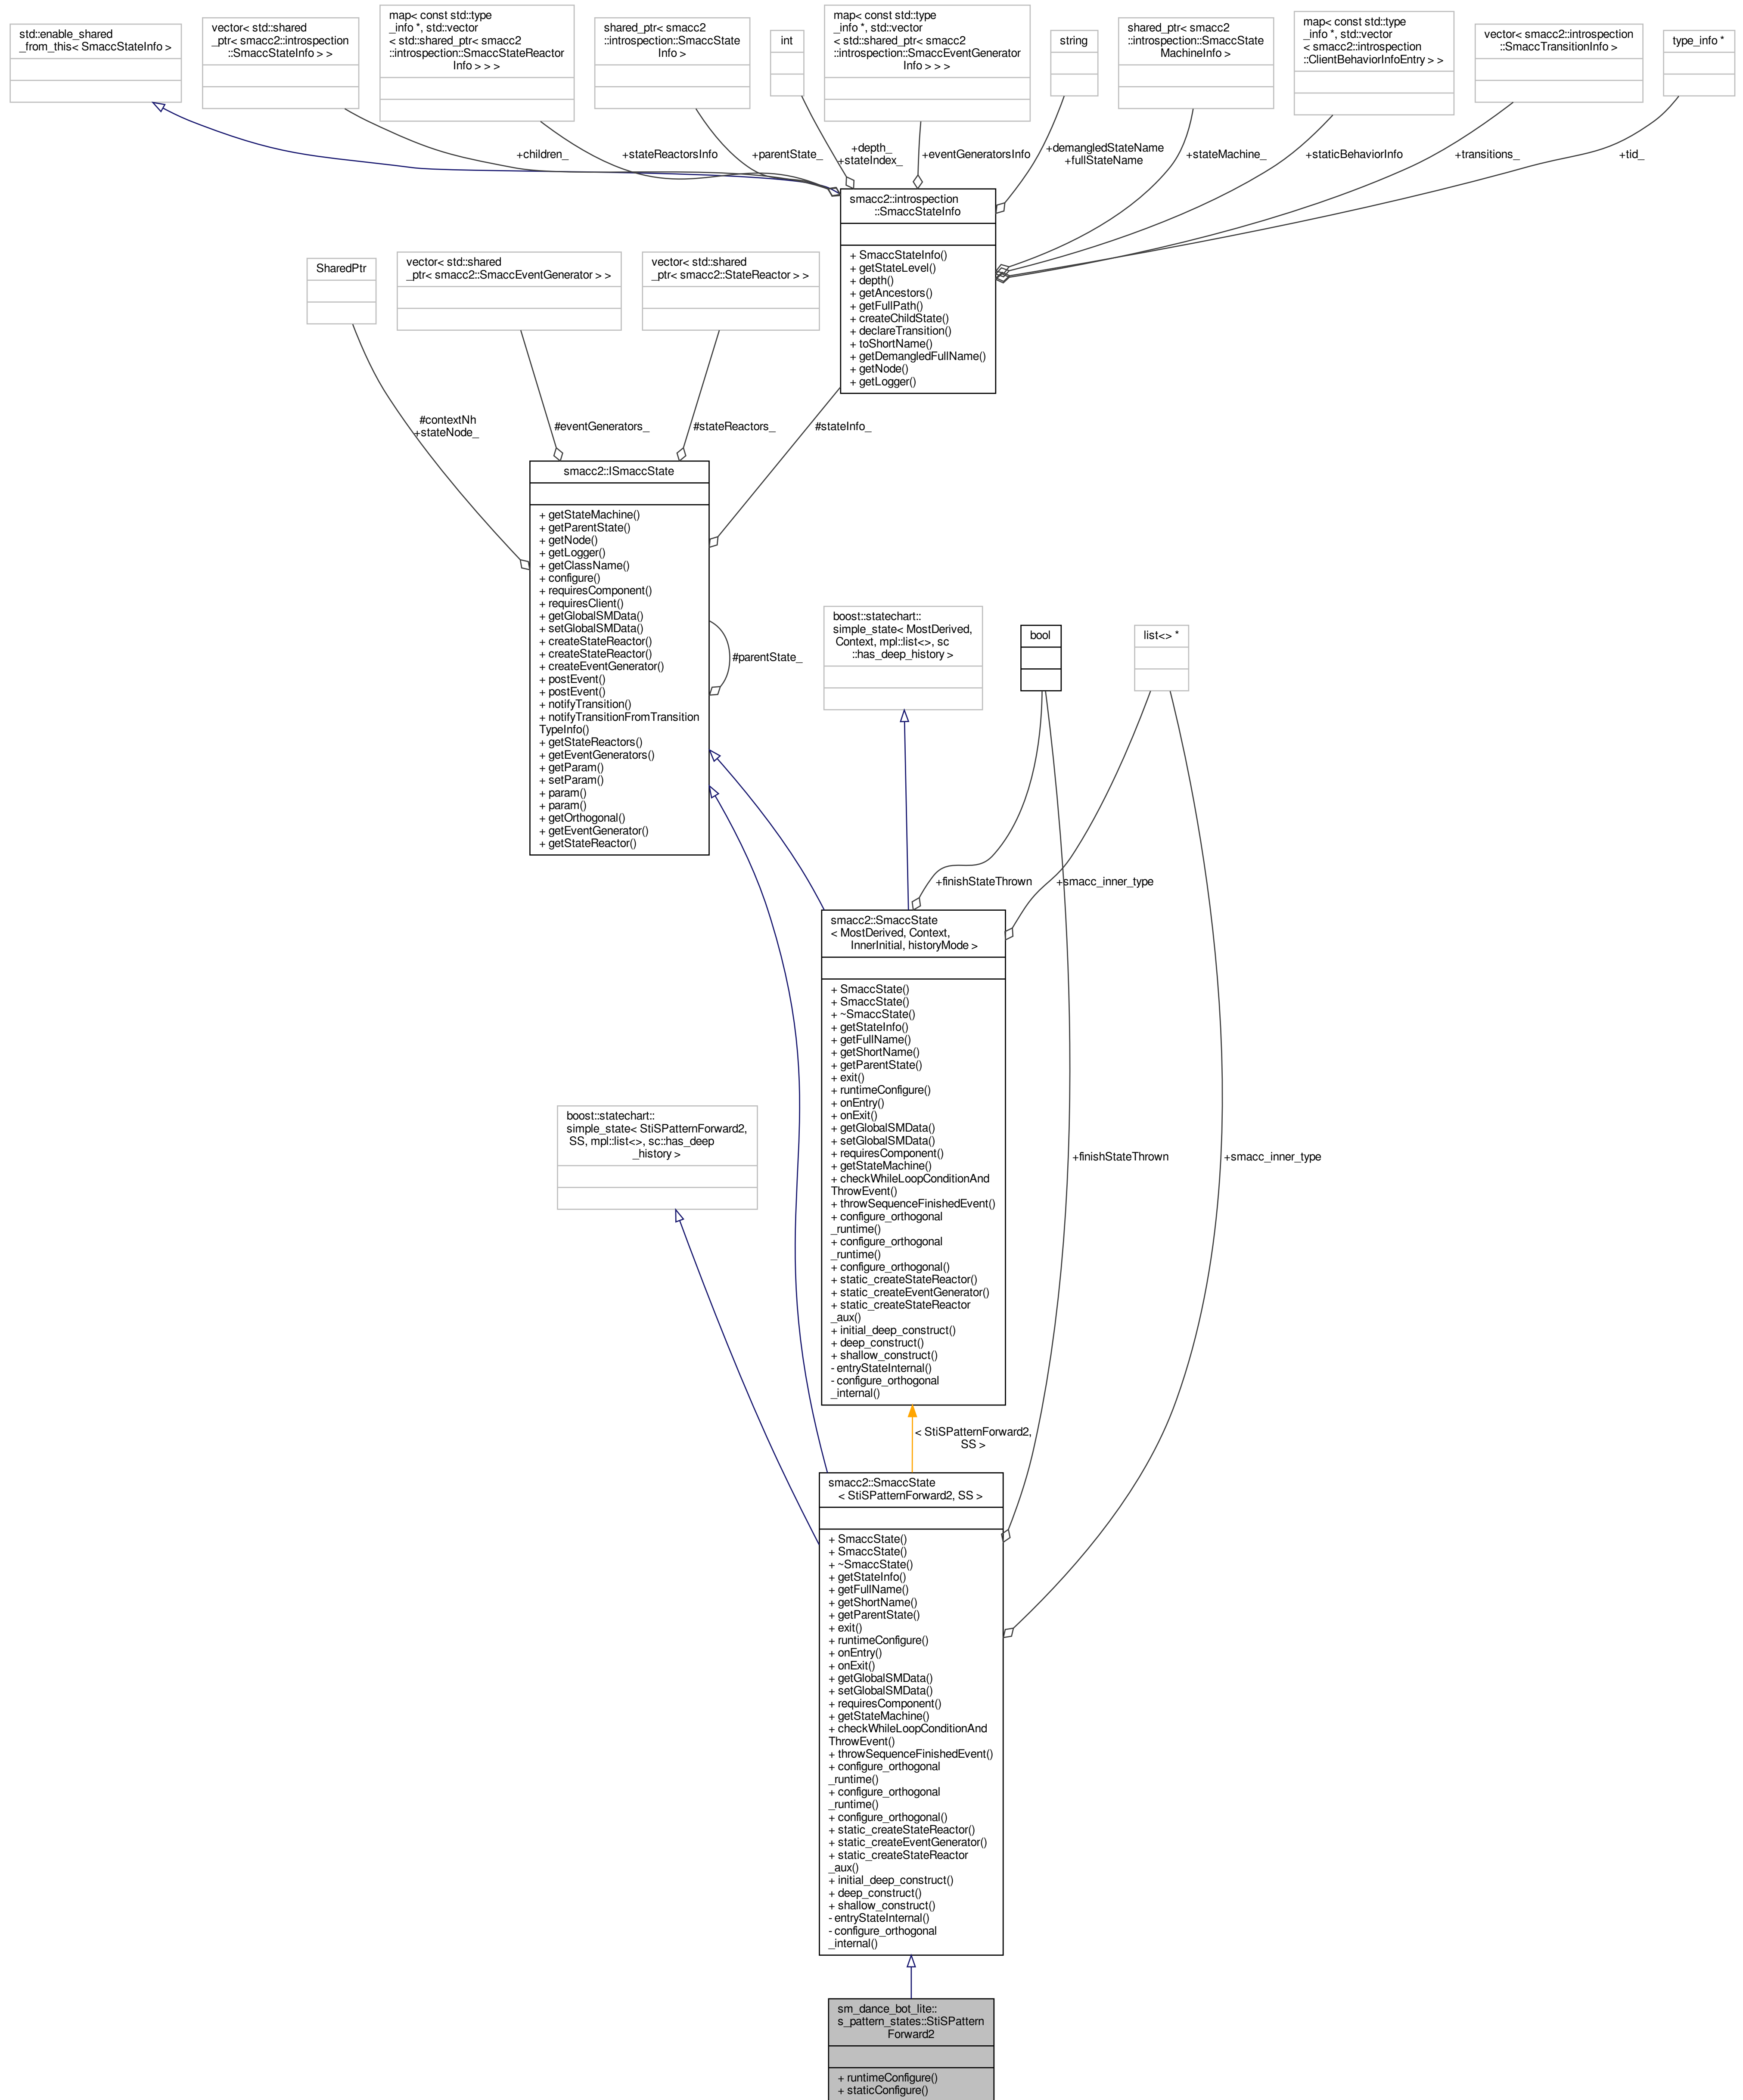 std::enable_shared
_from_this< SmaccStateInfo >
vector< std::shared
_ptr< smacc2::introspection
::SmaccStateInfo > >
map< const std::type
_info *, std::vector
< std::shared_ptr< smacc2
::introspection::SmaccStateReactor
Info > > >
shared_ptr< smacc2
::introspection::SmaccState
Info >
int
map< const std::type
_info *, std::vector
< std::shared_ptr< smacc2
::introspection::SmaccEventGenerator
Info > > >
string
shared_ptr< smacc2
::introspection::SmaccState
MachineInfo >
map< const std::type
_info *, std::vector
< smacc2::introspection
::ClientBehaviorInfoEntry > >
vector< smacc2::introspection
::SmaccTransitionInfo >
type_info *
+children_
+stateReactorsInfo
+parentState_
+depth_
+stateIndex_
+eventGeneratorsInfo
+demangledStateName
+fullStateName
+stateMachine_
+staticBehaviorInfo
+transitions_
+tid_
smacc2::introspection
::SmaccStateInfo
+ SmaccStateInfo()
+ getStateLevel()
+ depth()
+ getAncestors()
+ getFullPath()
+ createChildState()
+ declareTransition()
+ toShortName()
+ getDemangledFullName()
+ getNode()
+ getLogger()
SharedPtr
vector< std::shared
_ptr< smacc2::SmaccEventGenerator > >
vector< std::shared
_ptr< smacc2::StateReactor > >
#contextNh
+stateNode_
#eventGenerators_
#stateReactors_
#stateInfo_
smacc2::ISmaccState
+ getStateMachine()
+ getParentState()
+ getNode()
+ getLogger()
+ getClassName()
+ configure()
+ requiresComponent()
+ requiresClient()
+ getGlobalSMData()
+ setGlobalSMData()
+ createStateReactor()
+ createStateReactor()
+ createEventGenerator()
+ postEvent()
+ postEvent()
+ notifyTransition()
+ notifyTransitionFromTransition
TypeInfo()
+ getStateReactors()
+ getEventGenerators()
+ getParam()
+ setParam()
+ param()
+ param()
+ getOrthogonal()
+ getEventGenerator()
+ getStateReactor()
#parentState_
boost::statechart::
simple_state< MostDerived,
Context, mpl::list<>, sc
::has_deep_history >
bool
list<> *
+finishStateThrown
+smacc_inner_type
smacc2::SmaccState
< MostDerived, Context,
InnerInitial, historyMode >
+ SmaccState()
+ SmaccState()
+ ~SmaccState()
+ getStateInfo()
+ getFullName()
+ getShortName()
+ getParentState()
+ exit()
+ runtimeConfigure()
+ onEntry()
+ onExit()
+ getGlobalSMData()
+ setGlobalSMData()
+ requiresComponent()
+ getStateMachine()
+ checkWhileLoopConditionAnd
ThrowEvent()
+ throwSequenceFinishedEvent()
+ configure_orthogonal
_runtime()
+ configure_orthogonal
_runtime()
+ configure_orthogonal()
+ static_createStateReactor()
+ static_createEventGenerator()
+ static_createStateReactor
_aux()
+ initial_deep_construct()
+ deep_construct()
+ shallow_construct()
- entryStateInternal()
- configure_orthogonal
_internal()
boost::statechart::
simple_state< StiSPatternForward2,
SS, mpl::list<>, sc::has_deep
_history >
+finishStateThrown
+smacc_inner_type
< StiSPatternForward2,
SS >
smacc2::SmaccState
< StiSPatternForward2, SS >
+ SmaccState()
+ SmaccState()
+ ~SmaccState()
+ getStateInfo()
+ getFullName()
+ getShortName()
+ getParentState()
+ exit()
+ runtimeConfigure()
+ onEntry()
+ onExit()
+ getGlobalSMData()
+ setGlobalSMData()
+ requiresComponent()
+ getStateMachine()
+ checkWhileLoopConditionAnd
ThrowEvent()
+ throwSequenceFinishedEvent()
+ configure_orthogonal
_runtime()
+ configure_orthogonal
_runtime()
+ configure_orthogonal()
+ static_createStateReactor()
+ static_createEventGenerator()
+ static_createStateReactor
_aux()
+ initial_deep_construct()
+ deep_construct()
+ shallow_construct()
- entryStateInternal()
- configure_orthogonal
_internal()
sm_dance_bot_lite::
s_pattern_states::StiSPattern
Forward2
+ runtimeConfigure()
+ staticConfigure()